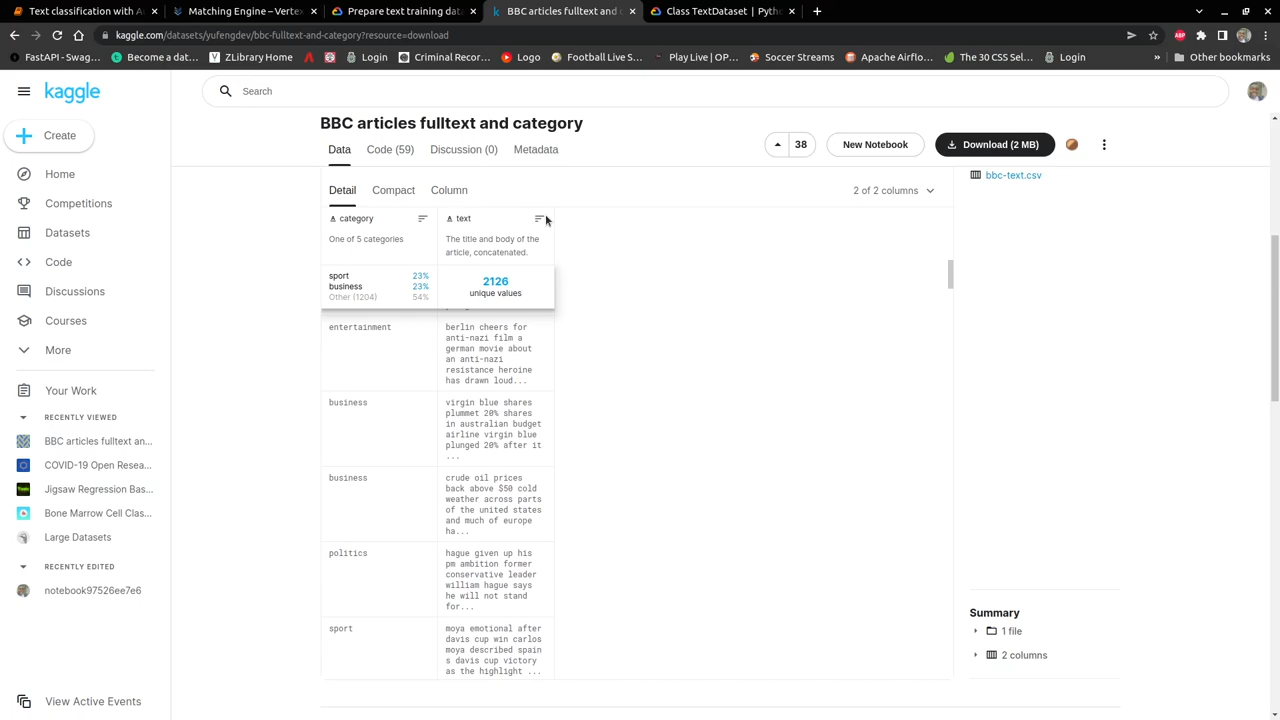 Text classification with Av
Matching Engine – Vertex
Prepare text training data
BBC articles fulltext and c
Class TextDataset | Pyth
kaggle.com/datasets/yufengdev/bbc-fulltext-and-category?resource=download
FastAPI - Swag...
Become a dat...
ZLibrary Home
Login
Criminal Recor...
Logo
Football Live S...
Play Live | OP...
Soccer Streams
Apache Airflo...
The 30 CSS Sel...
Login
»
Other bookmarks
kaggle
Search
Create
BBC articles fulltext and category
38
New Notebook
Download (2 MB)
Data
Code (59)
Discussion (0)
Metadata
Home
Competitions
Datasets
Code
Discussions
Courses
More
Your Work
RECENTLY VIEWED
BBC articles fulltext an...
COVID-19 Open Resea...
Jigsaw Regression Bas...
Bone Marrow Cell Clas...
Large Datasets
RECENTLY EDITED
notebook97526ee7e6
View Active Events
Detail
Compact
Column
2 of 2 columns
bbc-text.csv
category
text
One of 5 categories
The title and body of the
article, concatenated.
sport 23%
business 23%
Other (1204) 54%
2126
unique values
entertainment
berlin cheers for
anti-nazi film a
german movie about
an anti-nazi
resistance heroine
has drawn loud...
business
virgin blue shares
plummet 20% shares
in australian budget
airline virgin blue
plunged 20% after it
...
business
crude oil prices
back above $50 cold
weather across parts
of the united states
and much of europe
ha...
politics
hague given up his
pm ambition former
conservative leader
william hague says
he will not stand
for...
sport
moya emotional after
davis cup win carlos
moya described spain
s davis cup victory
as the highlight ...
Summary
1 file
2 columns